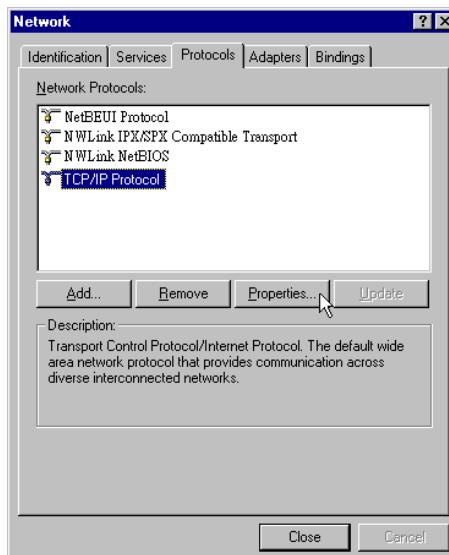 Network
Identification Services Protocols Adapters Bindings
Network Protocols:
NetBEUI Protocol
NWLink IPX/SPX Compatible Transport
NWLink NetBIOS
TCP/IP Protocol
Add... Remove Properties... Update
Description:
Transport Control Protocol/Internet Protocol. The default wide
area network protocol that provides communication across
diverse interconnected networks.
Close Cancel